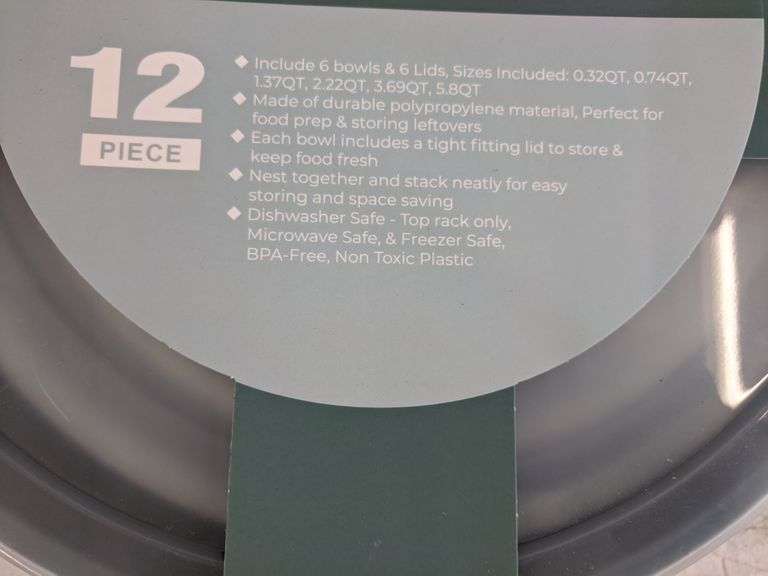 12
PIECE
◆ Include 6 bowls & 6 Lids, Sizes Included: 0.32QT, 0.74QT,
1.37QT, 2.22QT, 3.69QT, 5.8QT
◆ Made of durable polypropylene material, Perfect for
food prep & storing leftovers
◆ Each bowl includes a tight fitting lid to store &
keep food fresh
◆ Nest together and stack neatly for easy
storing and space saving
◆ Dishwasher Safe - Top rack only,
Microwave Safe, & Freezer Safe,
BPA-Free, Non Toxic Plastic